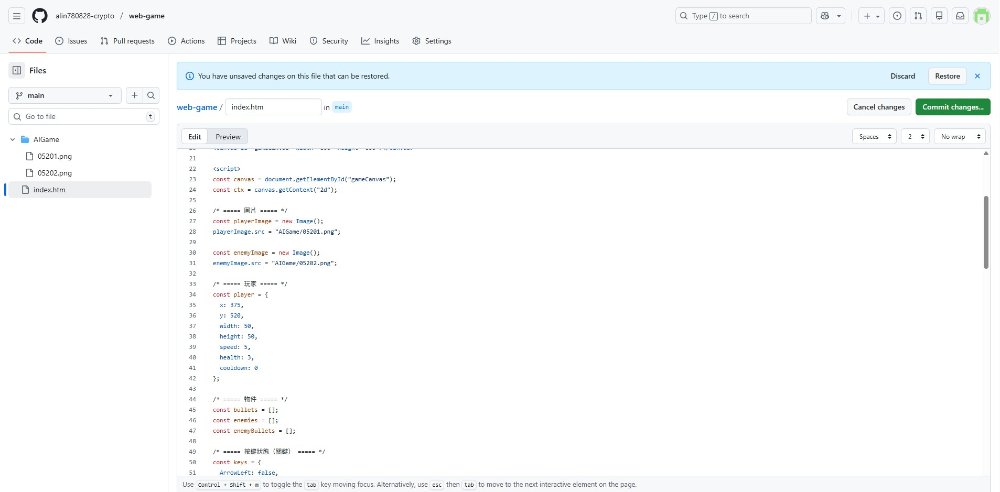 alin780828-crypto / web-game
Type / to search
Code Issues Pull requests Actions Projects Wiki Security Insights Settings
Files
main
Go to file t
AIGame
05201.png
05202.png
index.htm
You have unsaved changes on this file that can be restored.
Discard Restore
web-game / index.htm in main
Cancel changes Commit changes...
Edit Preview
Spaces 2 No wrap
21
22 <script>
23 const canvas = document.getElementById("gameCanvas");
24 const ctx = canvas.getContext("2d");
25
26 /* ===== 圖片 ===== */
27 const playerImage = new Image();
28 playerImage.src = "AIGame/05201.png";
29
30 const enemyImage = new Image();
31 enemyImage.src = "AIGame/05202.png";
32
33 /* ===== 玩家 ===== */
34 const player = {
35 x: 375,
36 y: 520,
37 width: 50,
38 height: 50,
39 speed: 5,
40 health: 3,
41 cooldown: 0
42 };
43
44 /* ===== 物件 ===== */
45 const bullets = [];
46 const enemies = [];
47 const enemyBullets = [];
48
49 /* ===== 按鍵狀態（關鍵） ===== */
50 const keys = {
51 ArrowLeft: false,
Use Control + Shift + m to toggle the tab key moving focus. Alternatively, use esc then tab to move to the next interactive element on the page.